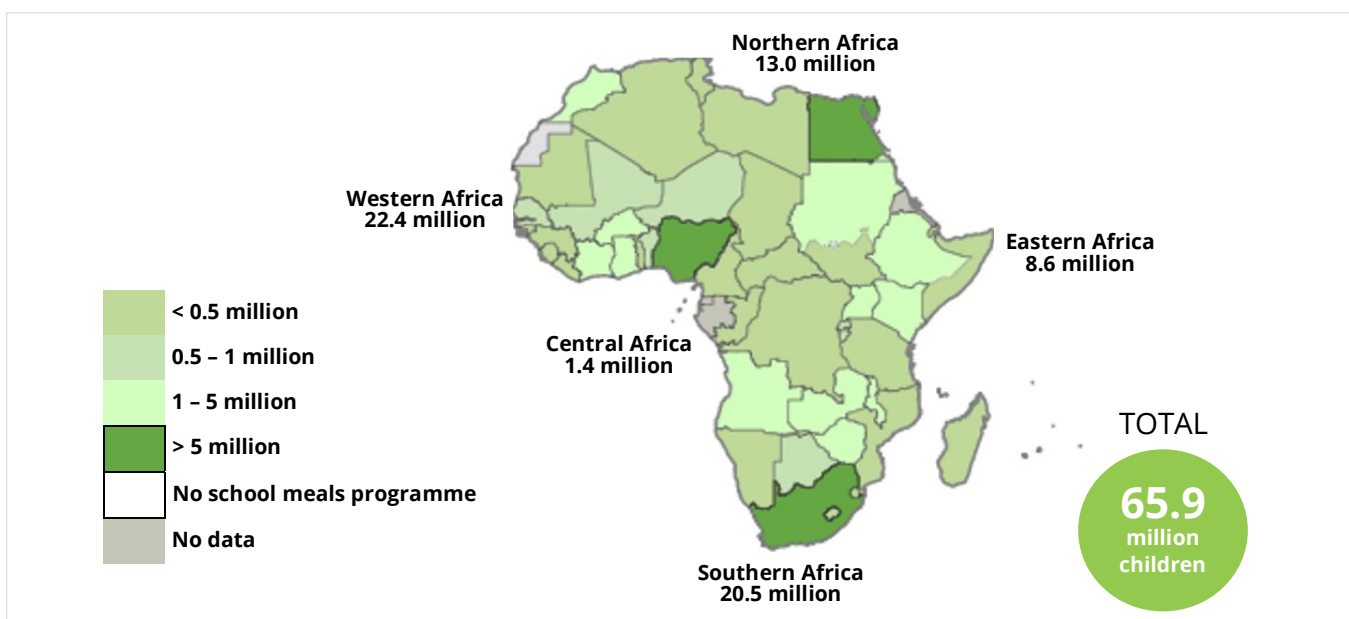 Northern Africa
13.0 million
Western Africa
22.4 million
Eastern Africa
8.6 million
< 0.5 million
0.5 – 1 million
1 – 5 million
> 5 million
No school meals programme
No data
Central Africa
1.4 million
TOTAL
65.9
million
children
Southern Africa
20.5 million